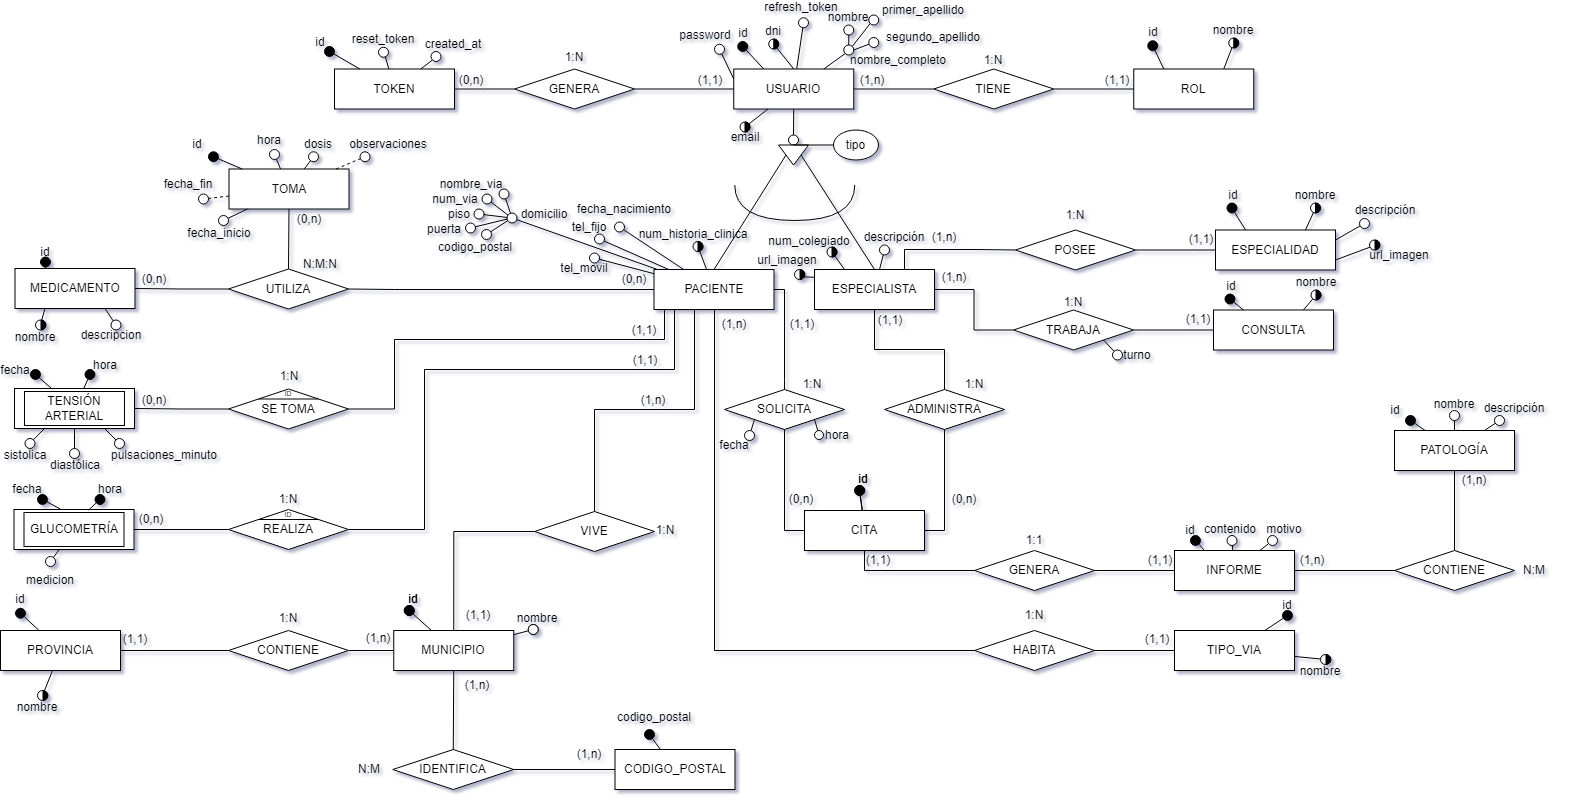 refresh_token
primer_apellido
nombre
id
reset_token
created_at
password
id
dni
segundo_apellido
nombre_completo
id
nombre
1:N
1:N
TOKEN
(0,n)
GENERA
(1,1)
USUARIO
(1,n)
TIENE
(1,1)
ROL
email
tipo
id
hora
dosis
observaciones
fecha_fin
TOMA
fecha_inicio
(0,n)
nombre_via
num_via
piso
puerta
codigo_postal
domicilio
fecha_nacimiento
tel_fijo
num_historia_clinica
tel_movil
num_colegiado
descripción
url_imagen
(1,n)
1:N
POSEE
(1,1)
id
nombre
descripción
ESPECIALIDAD
url_imagen
id
MEDICAMENTO
(0,n)
N:M:N
UTILIZA
(0,n)
PACIENTE
ESPECIALISTA
(1,n)
nombre
descripcion
(1,1)
(1,n)
(1,1)
(1,1)
1:N
TRABAJA
turno
(1,1)
id
nombre
CONSULTA
fecha
hora
(1,1)
TENSIÓN
ARTERIAL
(0,n)
1:N
ID
SE TOMA
(1,n)
1:N
SOLICITA
fecha
hora
1:N
ADMINISTRA
id
nombre
descripción
PATOLOGÍA
(1,n)
sistolica
diastólica
pulsaciones_minuto
fecha
hora
GLUCOMETRÍA
(0,n)
1:N
ID
REALIZA
medicion
VIVE
1:N
id
(0,n)
(0,n)
CITA
(1,1)
1:1
GENERA
(1,1)
id
contenido
motivo
INFORME
(1,n)
CONTIENE
N:M
id
PROVINCIA
(1,1)
1:N
CONTIENE
(1,n)
id
(1,1)
nombre
MUNICIPIO
nombre
(1,n)
1:N
HABITA
(1,1)
id
TIPO_VIA
nombre
codigo_postal
N:M
IDENTIFICA
(1,n)
CODIGO_POSTAL